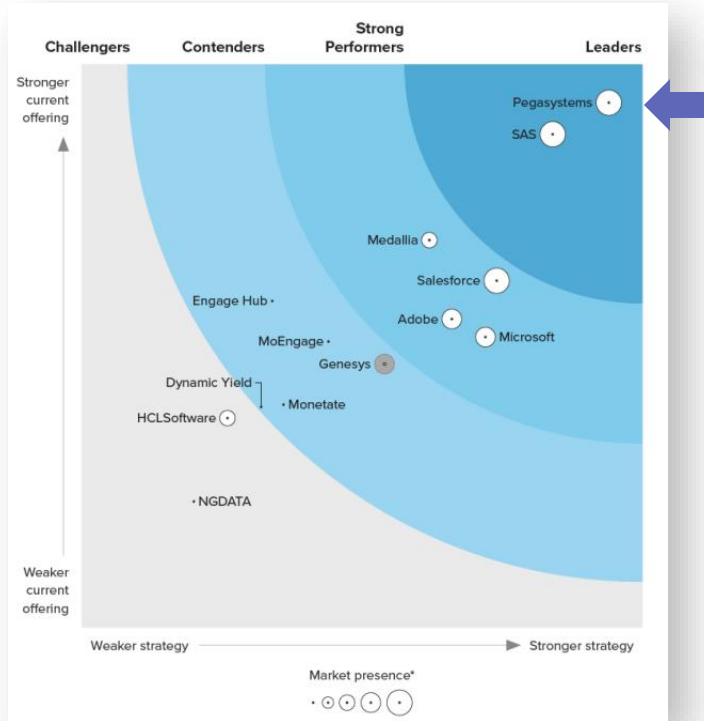 Challengers
Contenders
Strong
Performers
Leaders
Stronger
current
offering
Pegasystems
SAS
Medallia
Salesforce
Engage Hub
Adobe
MoEngage
Microsoft
Genesys
Dynamic Yield
Monetate
HCLSoftware
NGDATA
Weaker
current
offering
Weaker strategy
Stronger strategy
Market presence*